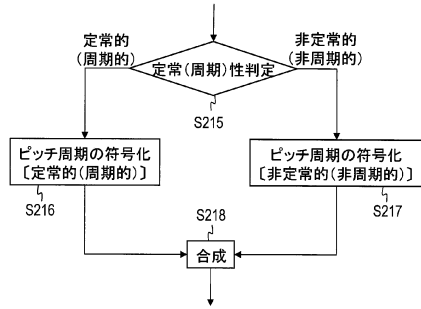 定常的
(周期的)
非定常的
(非周期的)
定常(周期)性判定
S215
ピッチ周期の符号化
〔定常的(周期的)〕
ピッチ周期の符号化
〔非定常的(非周期的)〕
S216
S217
S218
合成